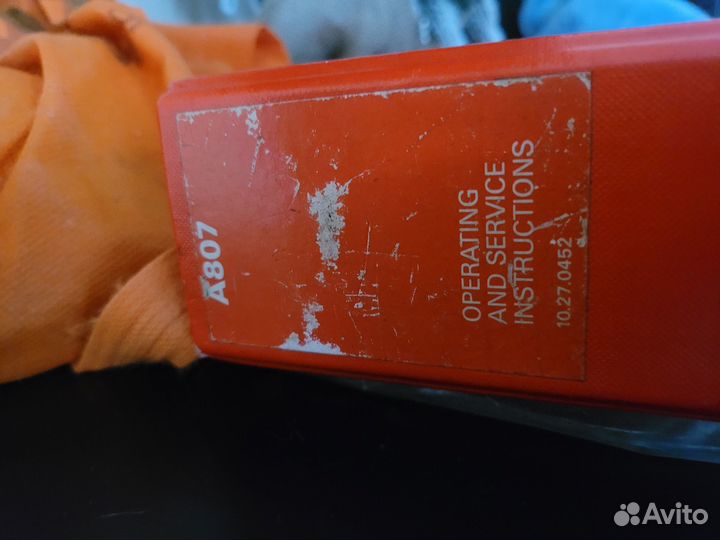 A807
OPERATING
AND SERVICE
INSTRUCTIONS
10.27.0452
Avito